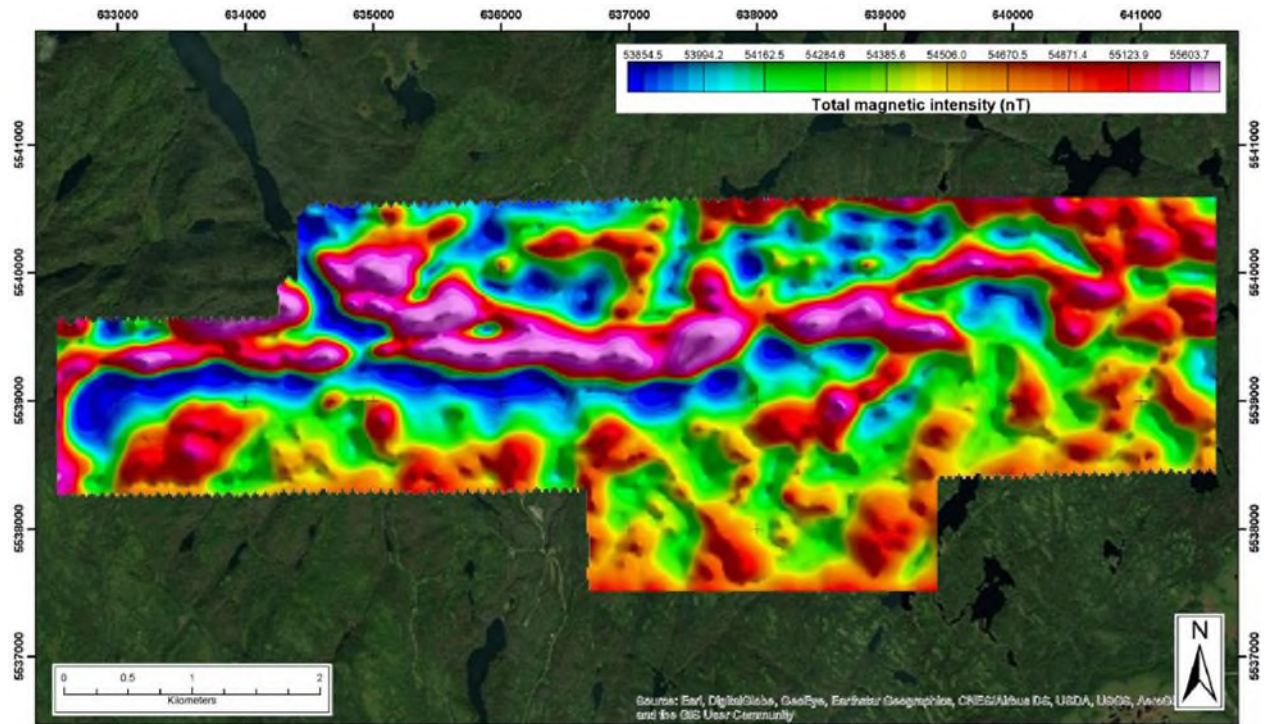 633000 634000 635000 636000 637000 638000 639000 640000 641000
53854.5 53994.2 54162.5 54284.6 54385.6 54506.0 54670.5 54871.4 55123.9 55603.7
Total magnetic intensity (nT)
5541000 5541000
5540000 5540000
5539000 5539000
5538000 5538000
5537000 5537000
N
0 0.5 1 2
Kilometers
Source: Esri, DigitalGlobe, GeoEye, Earthstar Geographics, CNES/Airbus DS, USDA, USGS,
and the GIS User Community